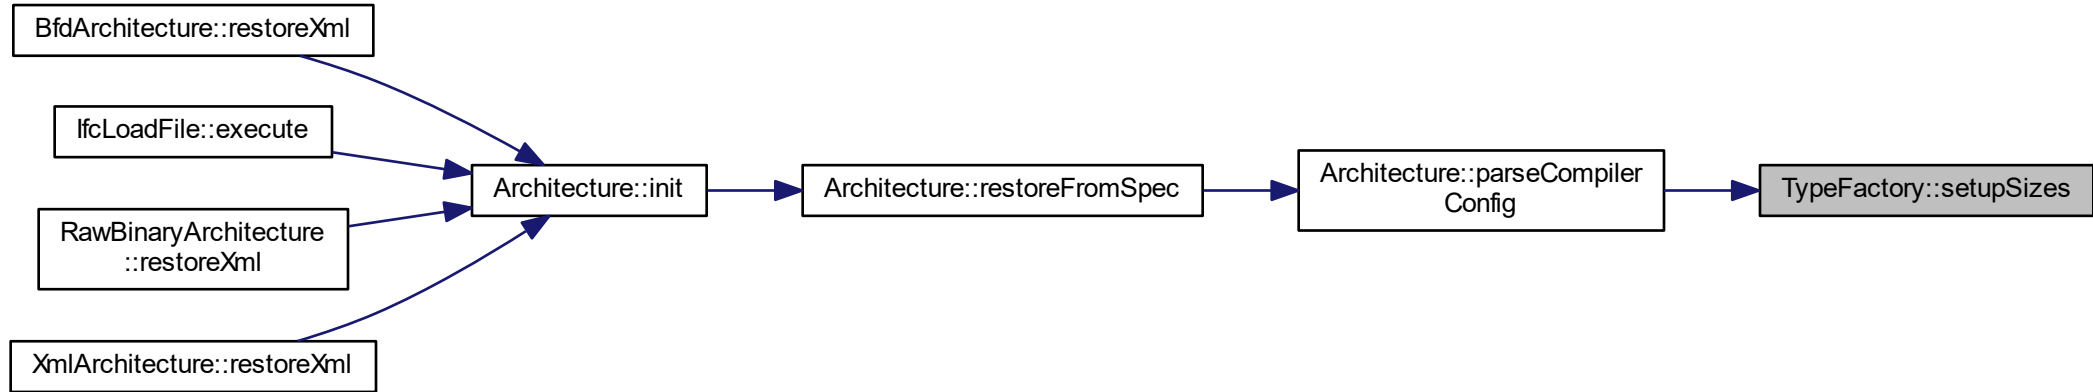 BfdArchitecture::restoreXml
IfcLoadFile::execute
RawBinaryArchitecture
::restoreXml
XmlArchitecture::restoreXml
Architecture::init
Architecture::restoreFromSpec
Architecture::parseCompiler
Config
TypeFactory::setupSizes